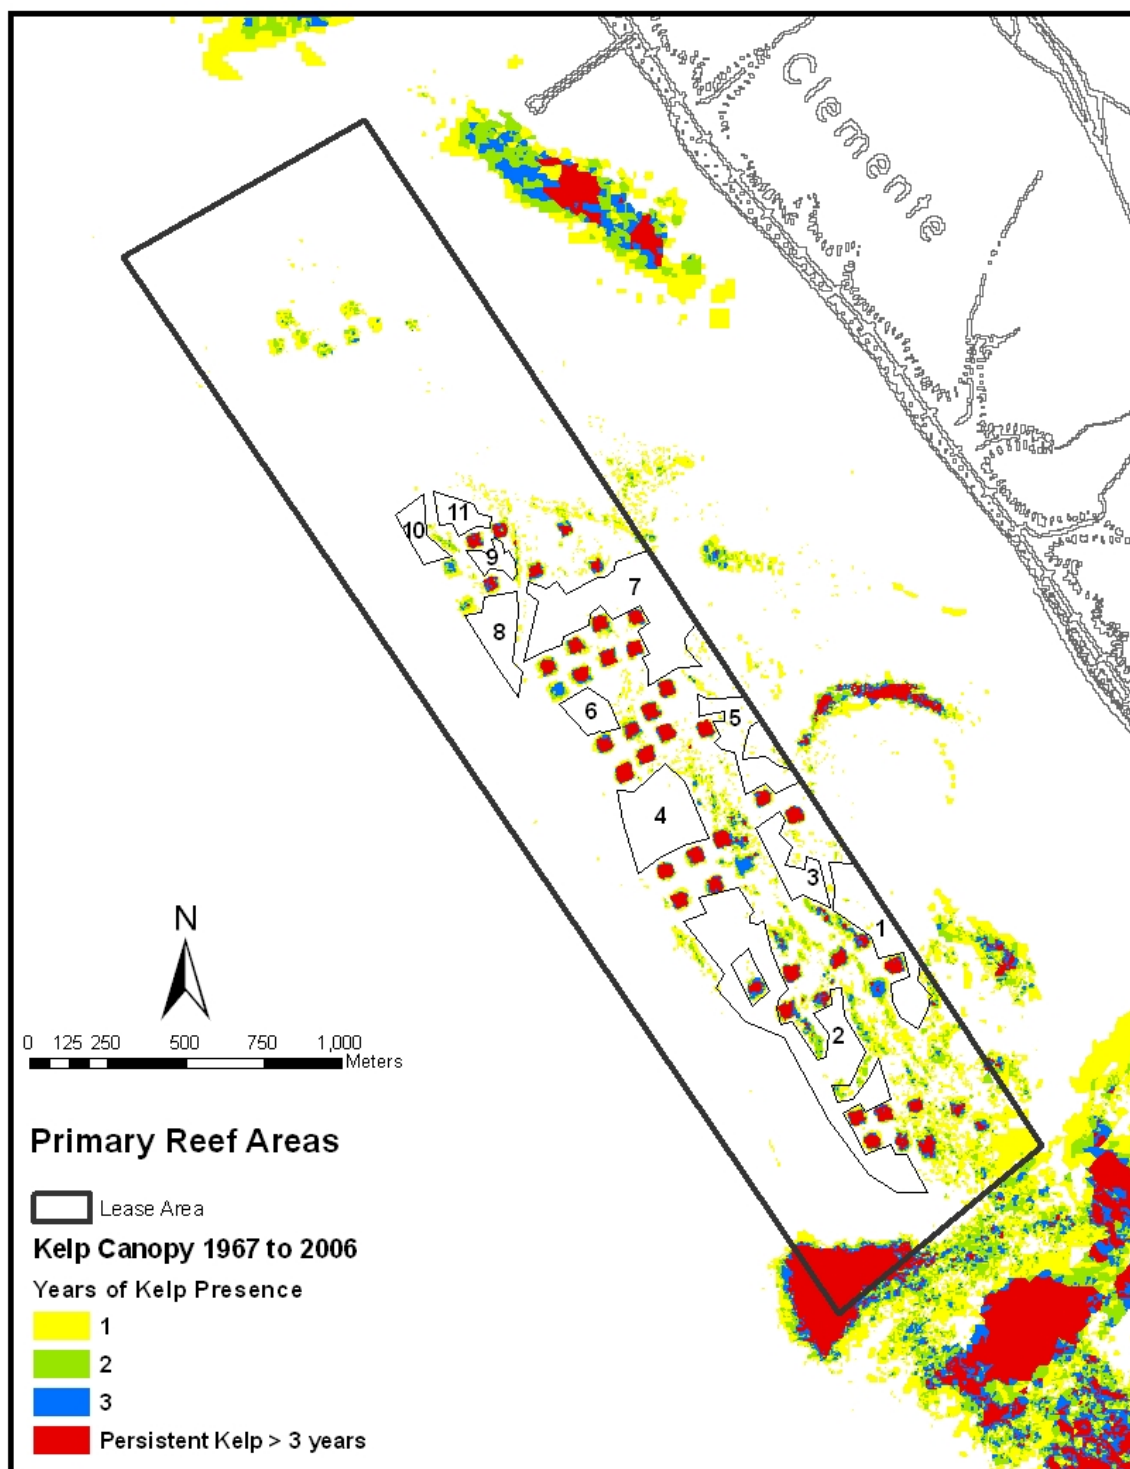 Clemente
11
10
9
7
8
6
5
4
3
1
2
N
0 125 250 500 750 1,000
Meters
Primary Reef Areas
Lease Area
Kelp Canopy 1967 to 2006
Years of Kelp Presence
1
2
3
Persistent Kelp > 3 years